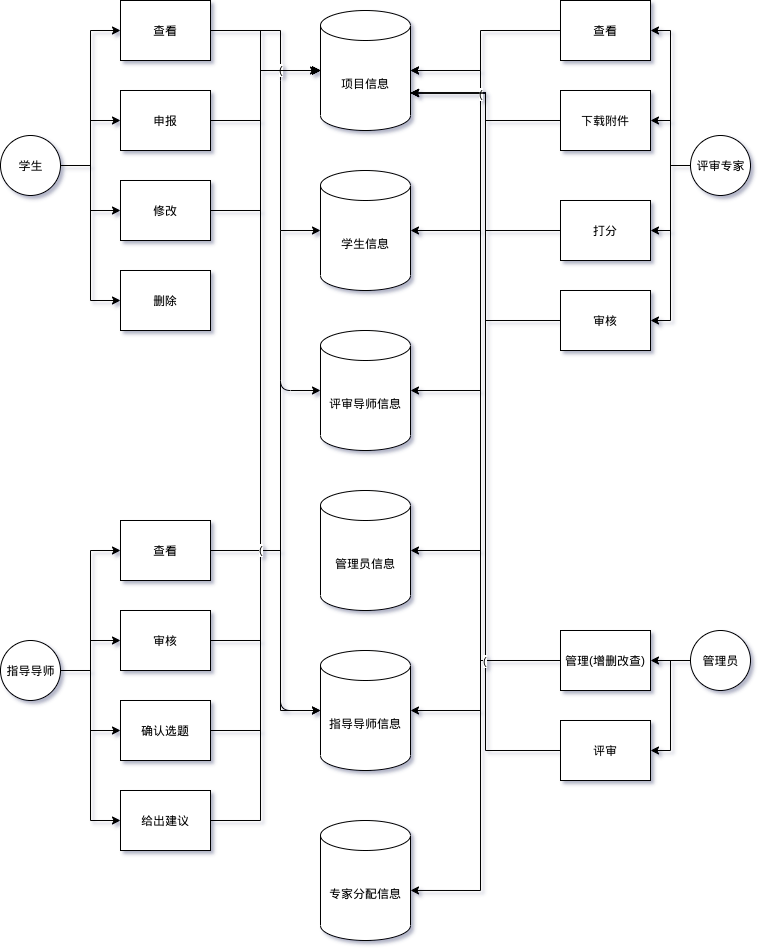 查看
项目信息
查看
申报
下载附件
学生
评审专家
修改
学生信息
打分
删除
审核
评审导师信息
查看
管理员信息
审核
指导导师
管理(增删改查)
管理员
确认选题
指导导师信息
评审
给出建议
专家分配信息